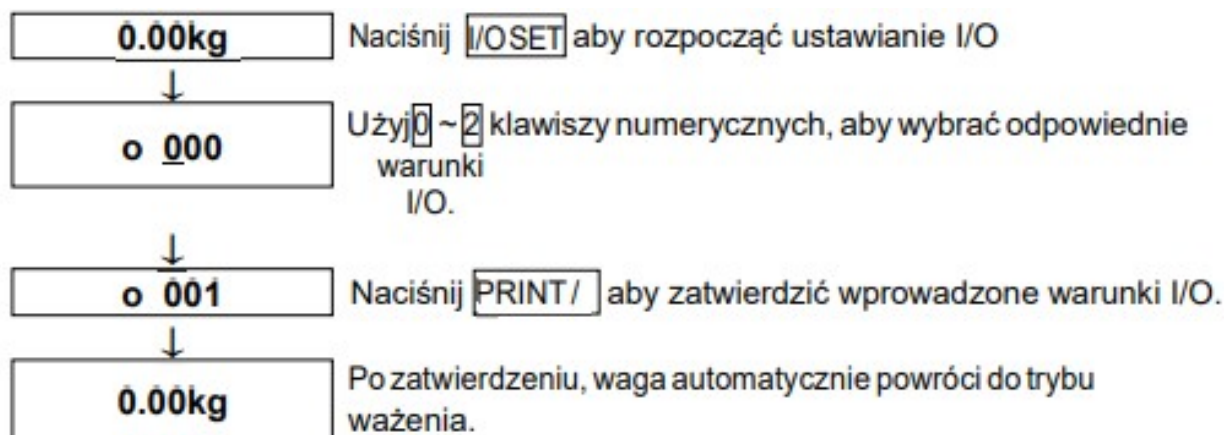 0.00kg Naciśnij I/OSET aby rozpocząć ustawianie I/O
↓
o 000 Użyj 0 ~ 2 klawiszy numerycznych, aby wybrać odpowiednie
warunki
I/O.
↓
o 001 Naciśnij PRINT / aby zatwierdzić wprowadzone warunki I/O.
↓
0.00kg Po zatwierdzeniu, waga automatycznie powróci do trybu
ważenia.